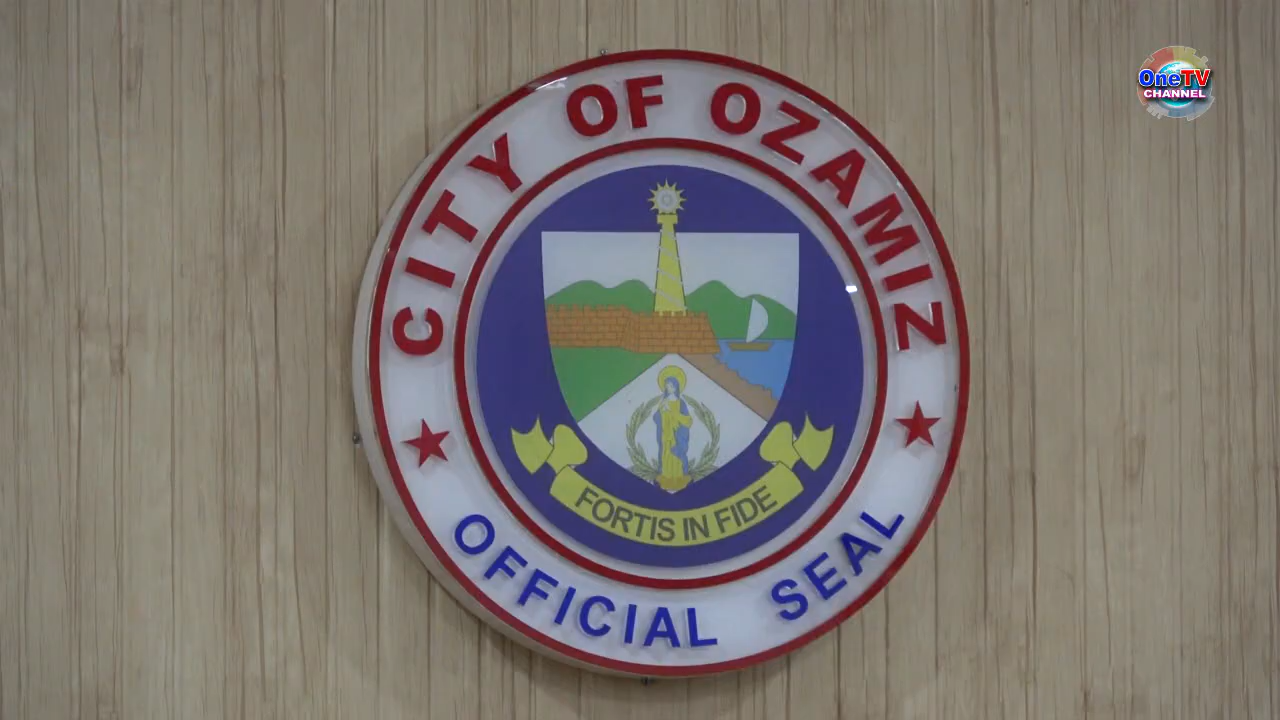 OneTV
CHANNEL
CITY OF OZAMIZ
FORTIS IN FIDE
OFFICIAL SEAL